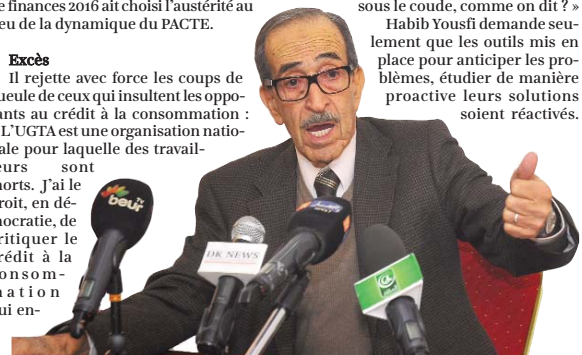 e finances 2016 ait choisi l'austérité au
eu de la dynamique du PACTE.
Excès
Il rejette avec force les coups de
ueule de ceux qui insultent les oppo-
ants au crédit à la consommation :
L'UGTA est une organisation natio-
ale pour laquelle des travail-
eurs sont
orts. J'ai le
roit, en dé-
ocratie, de
ritiquer le
rédit à la
onsom-
nation
ui en-
sous le coude, comme on dit ? »
Habib Yousfi demande seu-
lement que les outils mis en
place pour anticiper les pro-
blèmes, étudier de manière
proactive leurs solutions
soient réactivés.
beur TV
DK NEWS